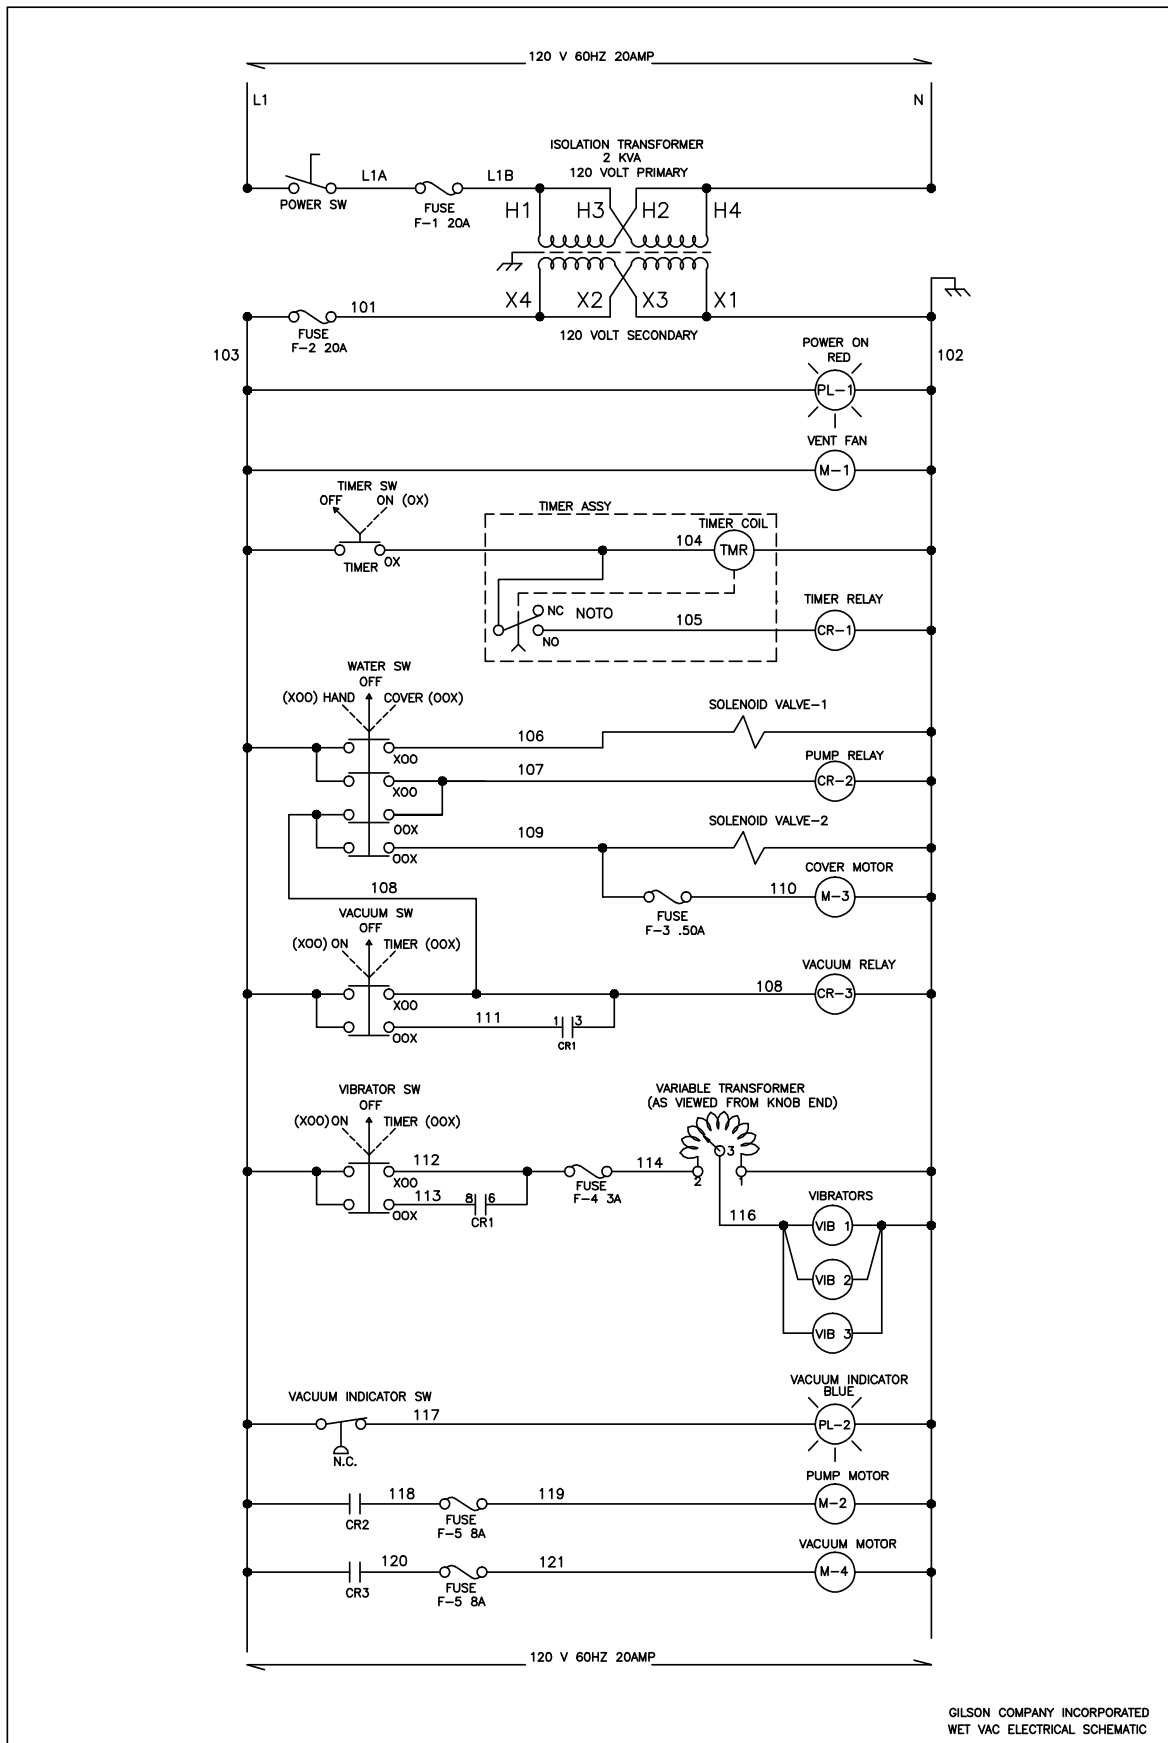 120 V 60HZ 20AMP
L1
N
ISOLATION TRANSFORMER
2 KVA
120 VOLT PRIMARY
L1A
L1B
POWER SW
FUSE
F-1 20A
H1 H3 H2 H4
X4 X2 X3 X1
101
FUSE
F-2 20A
120 VOLT SECONDARY
103
102
POWER ON
RED
PL-1
VENT FAN
M-1
TIMER SW
OFF ON (OX)
TIMER OX
TIMER ASSY
TIMER COIL
104
TMR
NC NOTO
NO
105
TIMER RELAY
CR-1
WATER SW
OFF
(XOO) HAND COVER (OOX)
SOLENOID VALVE-1
106
XOO
107
PUMP RELAY
CR-2
XOO
OOX
109
SOLENOID VALVE-2
OOX
COVER MOTOR
108
110
M-3
FUSE
F-3 .50A
VACUUM SW
OFF
(XOO) ON TIMER (OOX)
VACUUM RELAY
108
CR-3
XOO
111
1 3
CR1
OOX
VIBRATOR SW
OFF
(XOO) ON TIMER (OOX)
VARIABLE TRANSFORMER
(AS VIEWED FROM KNOB END)
3
112
114
2
1
XOO
FUSE
F-4 3A
113
8 6
CR1
OOX
VIBRATORS
116
VIB 1
VIB 2
VIB 3
VACUUM INDICATOR SW
117
N.C.
VACUUM INDICATOR
BLUE
PL-2
PUMP MOTOR
118
119
M-2
CR2
FUSE
F-5 8A
VACUUM MOTOR
120
121
M-4
CR3
FUSE
F-5 8A
120 V 60HZ 20AMP
GILSON COMPANY INCORPORATED
WET VAC ELECTRICAL SCHEMATIC